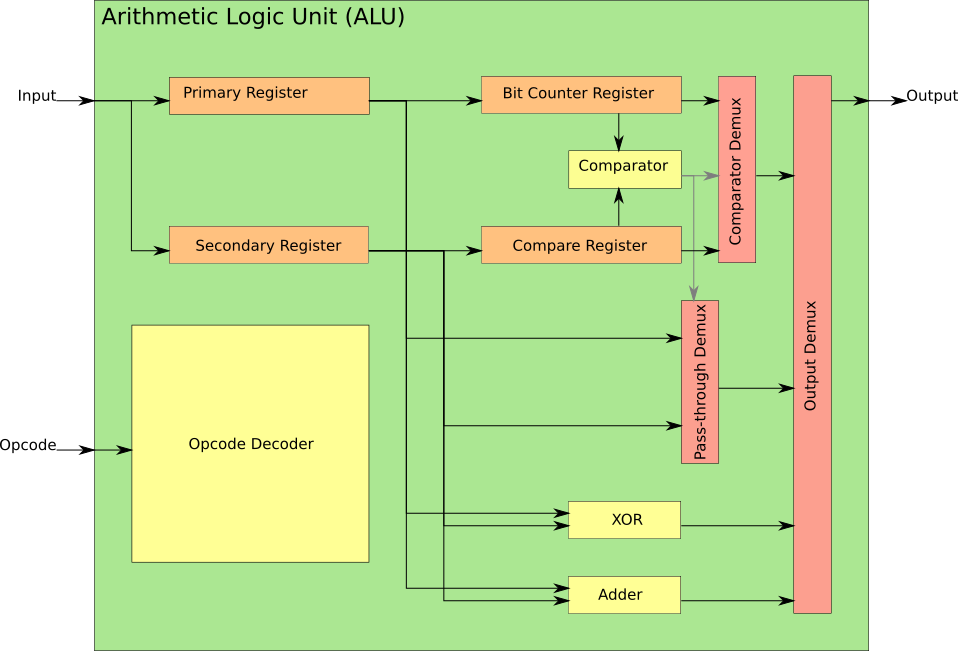 Arithmetic Logic Unit (ALU)
Input
Primary Register
Bit Counter Register
Comparator Demux
Output
Comparator
Secondary Register
Compare Register
Pass-through Demux
Output Demux
Opcode
Opcode Decoder
XOR
Adder